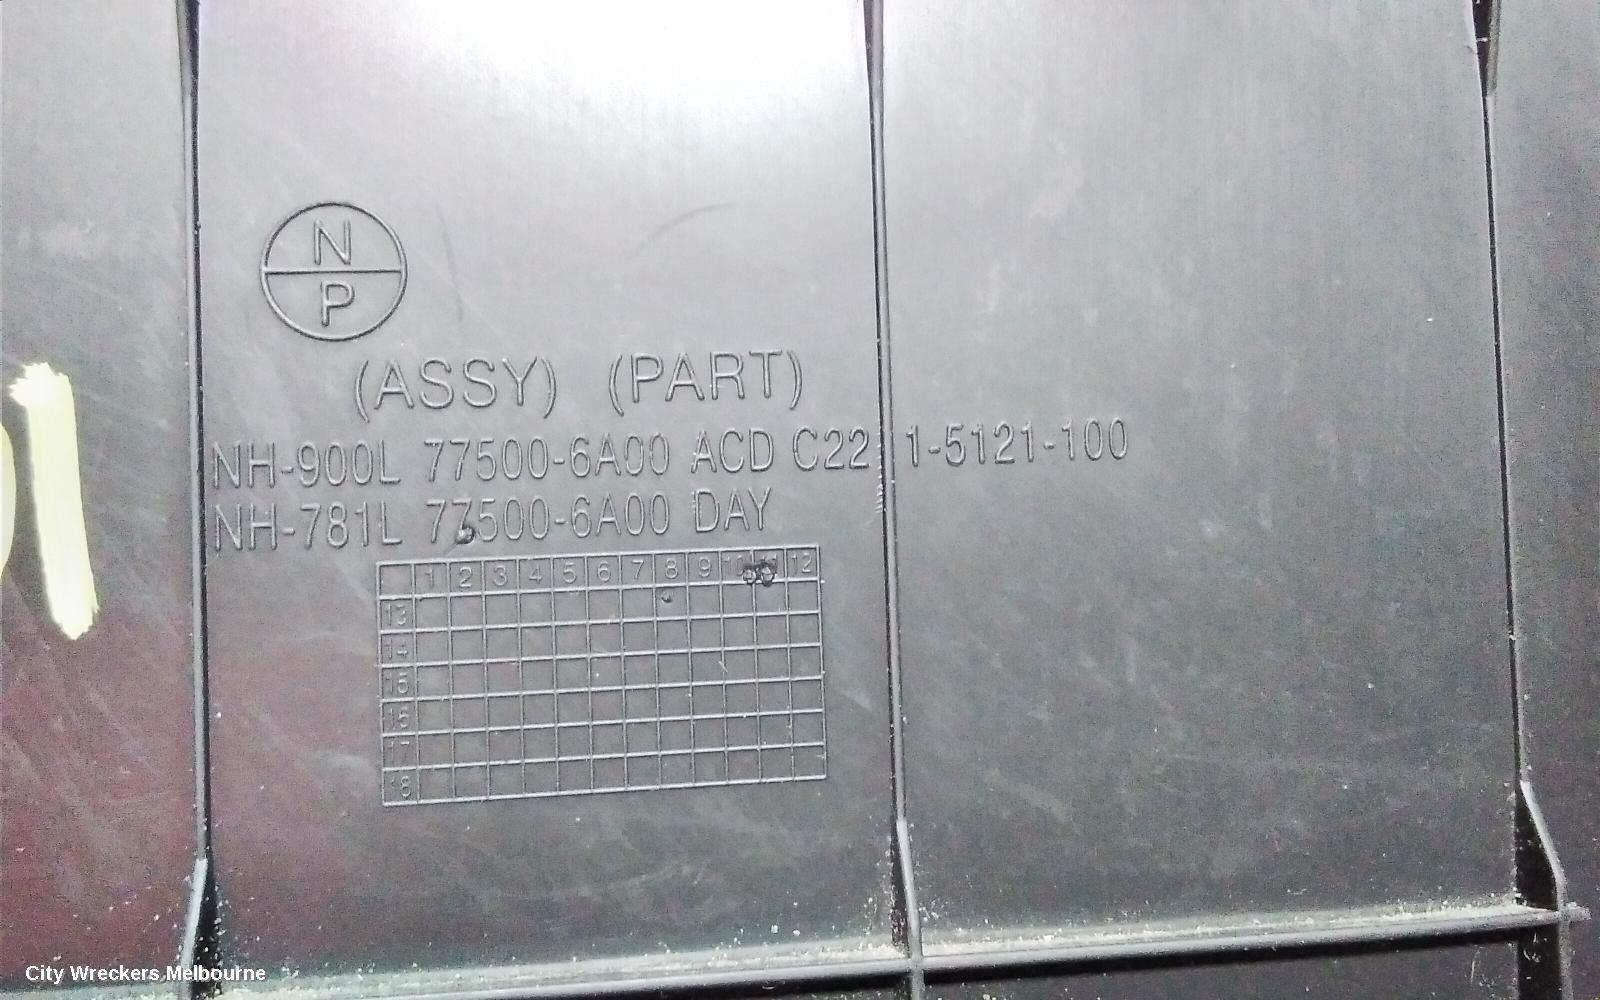 N
P
(ASSY) (PART)
NH-900L 77500-6A00 ACD C22 1-5121-100
NH-781L 77500-6A00 DAY
1 2 3 4 5 6 7 8 9 10 11 12
13
14
15
16
17
18
City Wreckers Melbourne